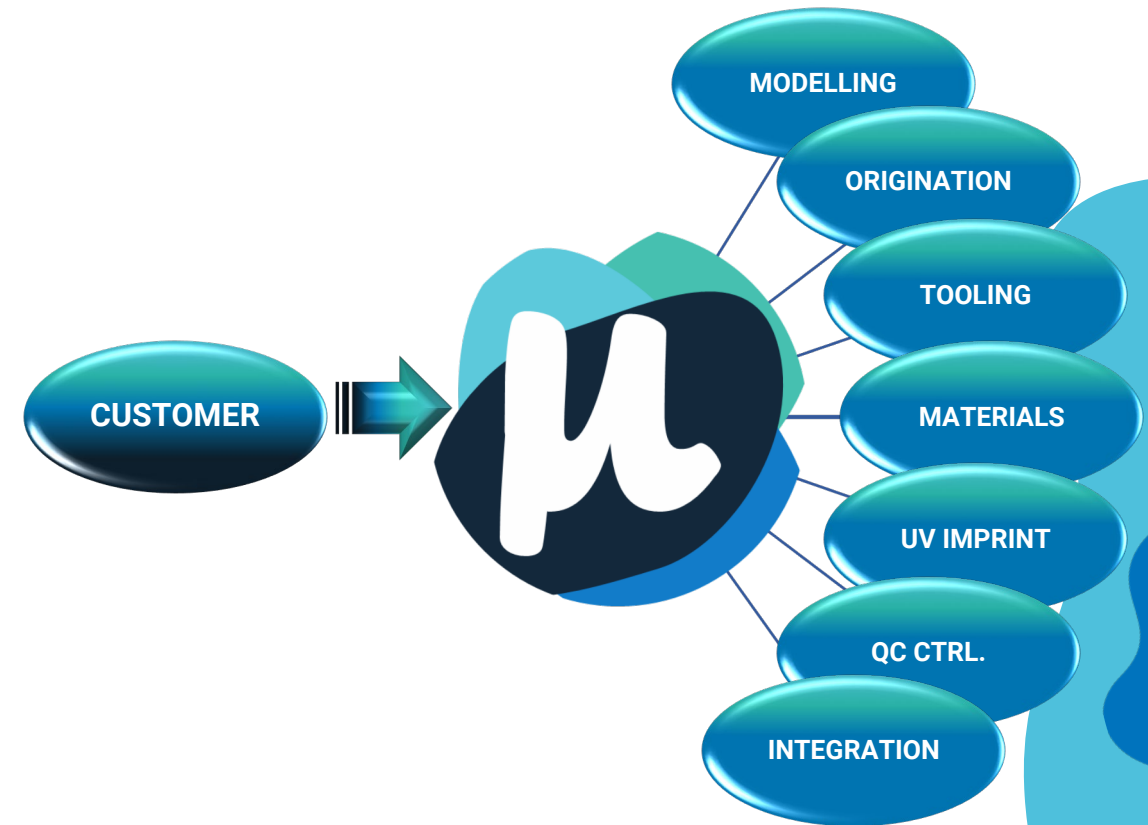 MODELLING
ORIGINATION
TOOLING
CUSTOMER
µ
MATERIALS
UV IMPRINT
QC CTRL.
INTEGRATION